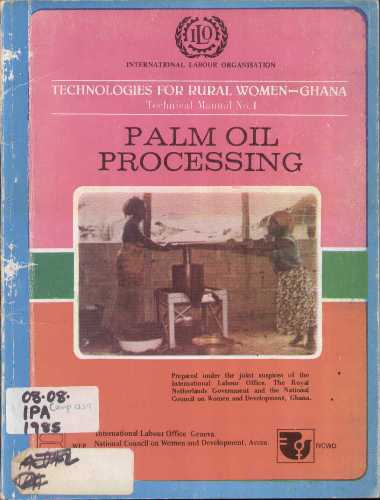 ILO
INTERNATIONAL LABOUR ORGANISATION
TECHNOLOGIES FOR RURAL WOMEN—GHANA
Technical Manual No. 1
PALM OIL
PROCESSING
Prepared under the joint auspices of the
International Labour Office, The Royal
Netherlands Government and the National
Council on Women and Development, Ghana.
08.08.
IPA
1985
International Labour Office Geneva.
WEP National Council on Women and Development, Accra.
NCWD